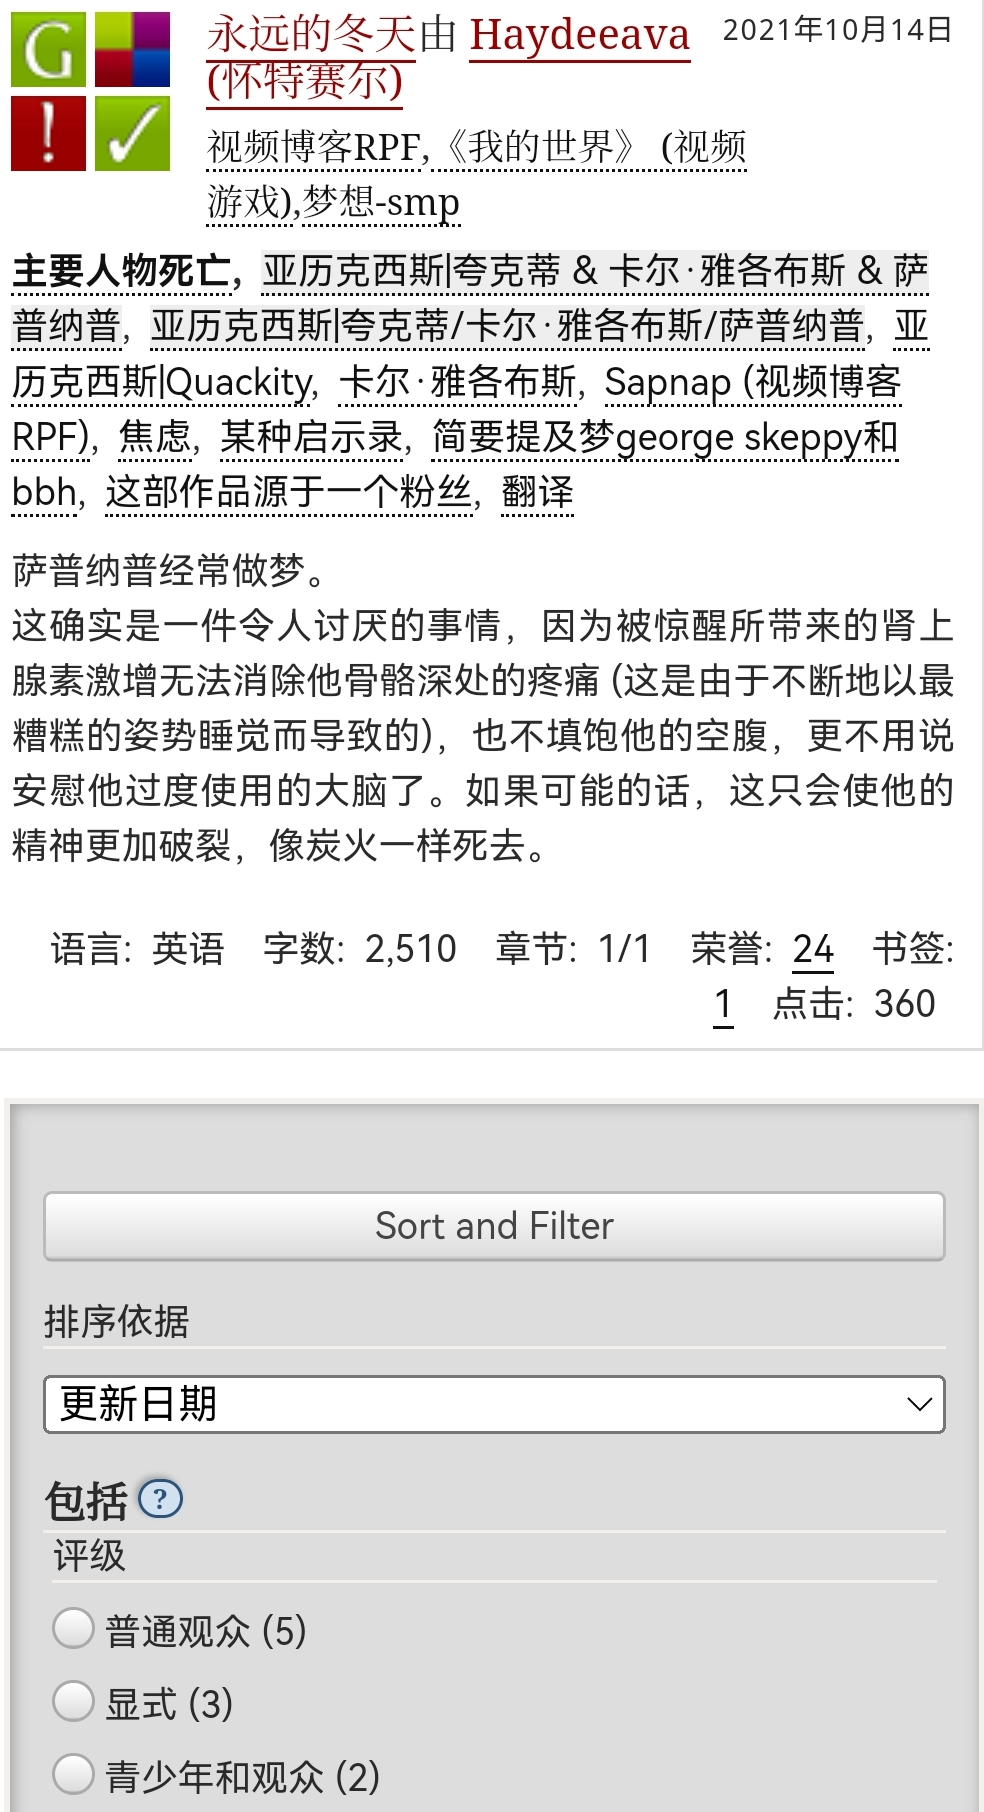 永远的冬天由 Haydeeava
(怀特赛尔)
2021年10月14日
视频博客RPF,《我的世界》 (视频
游戏),梦想-smp
主要人物死亡, 亚历克西斯|夸克蒂 & 卡尔·雅各布斯 & 萨
普纳普, 亚历克西斯|夸克蒂/卡尔·雅各布斯/萨普纳普, 亚
历克西斯|Quackity, 卡尔·雅各布斯, Sapnap (视频博客
RPF), 焦虑, 某种启示录, 简要提及梦george skeppy和
bbh, 这部作品源于一个粉丝, 翻译
萨普纳普经常做梦。
这确实是一件令人讨厌的事情，因为被惊醒所带来的肾上
腺素激增无法消除他骨骼深处的疼痛 (这是由于不断地以最
糟糕的姿势睡觉而导致的)，也不填饱他的空腹，更不用说
安慰他过度使用的大脑了。如果可能的话，这只会使他的
精神更加破裂，像炭火一样死去。
语言: 英语 字数: 2,510 章节: 1/1 荣誉: 24 书签:
1 点击: 360
Sort and Filter
排序依据
更新日期
包括 ?
评级
普通观众 (5)
显式 (3)
青少年和观众 (2)